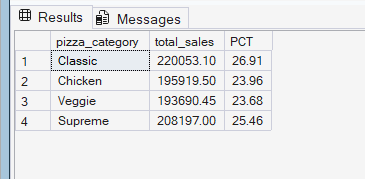 Results Messages
pizza_category total_sales PCT
1 Classic 220053.10 26.91
2 Chicken 195919.50 23.96
3 Veggie 193690.45 23.68
4 Supreme 208197.00 25.46